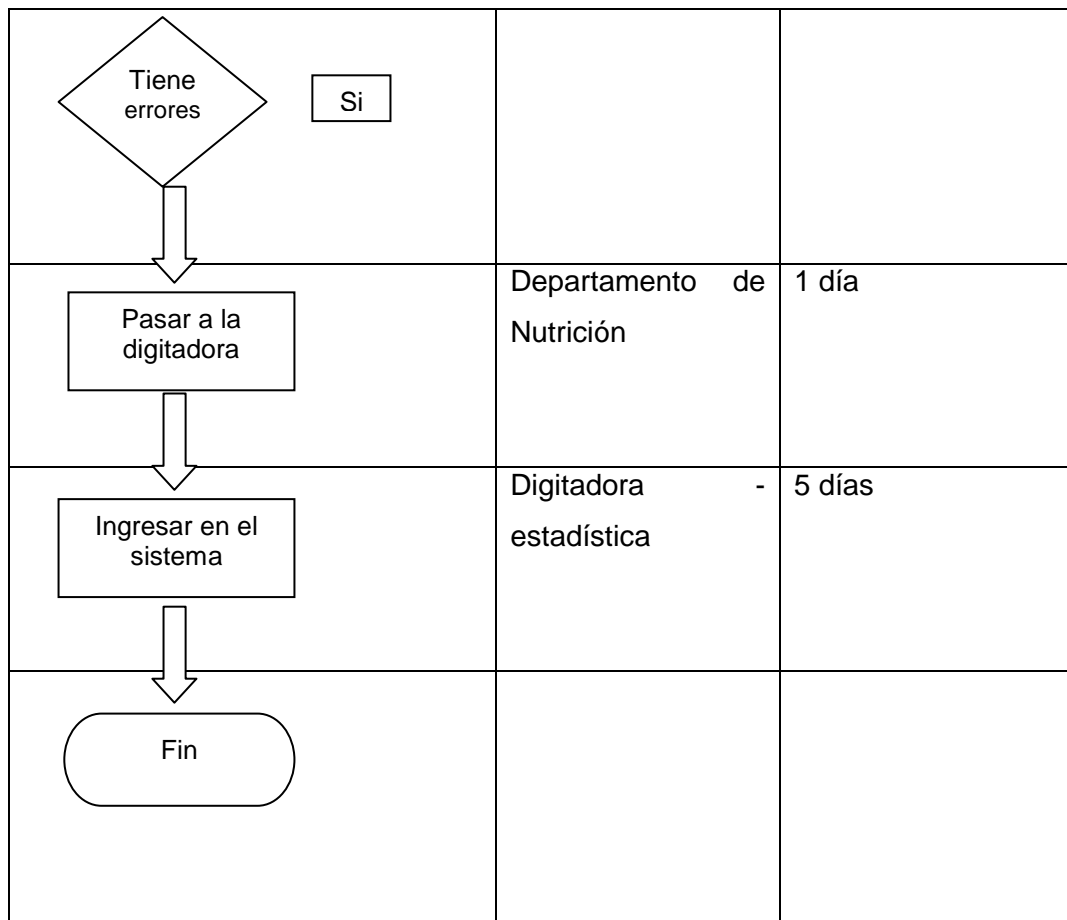 Tiene
errores
Si
Pasar a la
digitadora
Departamento de
Nutrición
1 día
Ingresar en el
sistema
Digitadora -
estadística
5 días
Fin